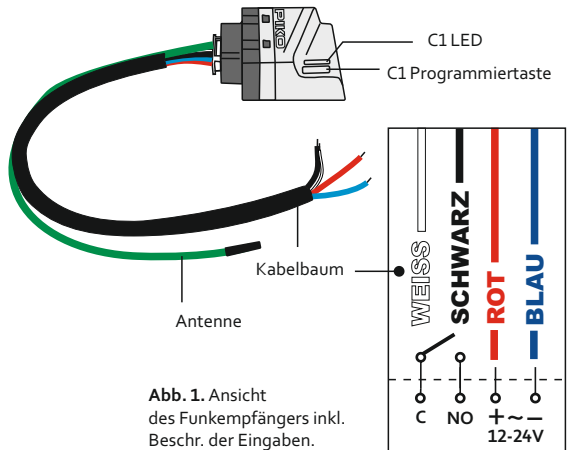 PIKO
C1 LED
C1 Programmiertaste
Kabelbaum
Antenne
WEISS
SCHWARZ
ROT
BLAU
C
NO
+ ~ −
12-24V
Abb. 1. Ansicht
des Funkempfängers inkl.
Beschr. der Eingaben.